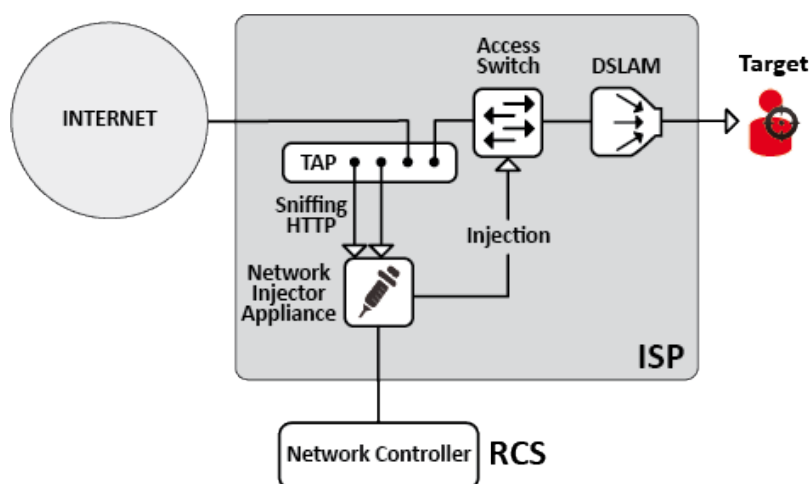 INTERNET
Access
Switch
DSLAM
Target
TAP
Sniffing
HTTP
Injection
Network
Injector
Appliance
ISP
Network Controller
RCS